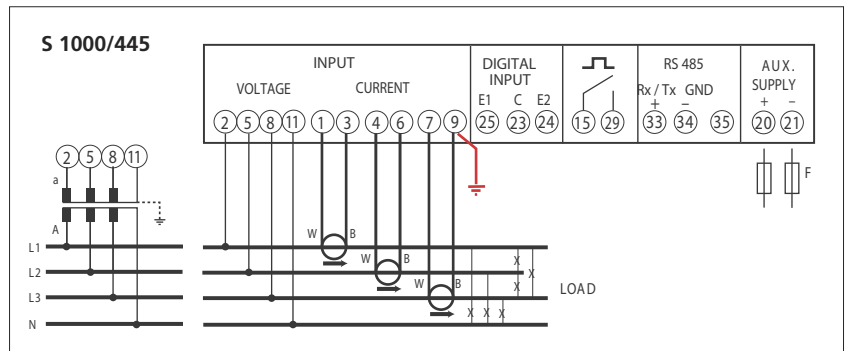 S 1000/445
INPUT
DIGITAL
INPUT
RS 485
AUX.
SUPPLY
VOLTAGE
CURRENT
E1 C E2
Rx / Tx GND
+ −
+ −
2 5 8 11 1 3 4 6 7 9 25 23 24 15 29 33 34 35 20 21
2 5 8 11
a
F
A
W B
L1
W B
X
L2
X
W B
X
L3
LOAD
X X X
N